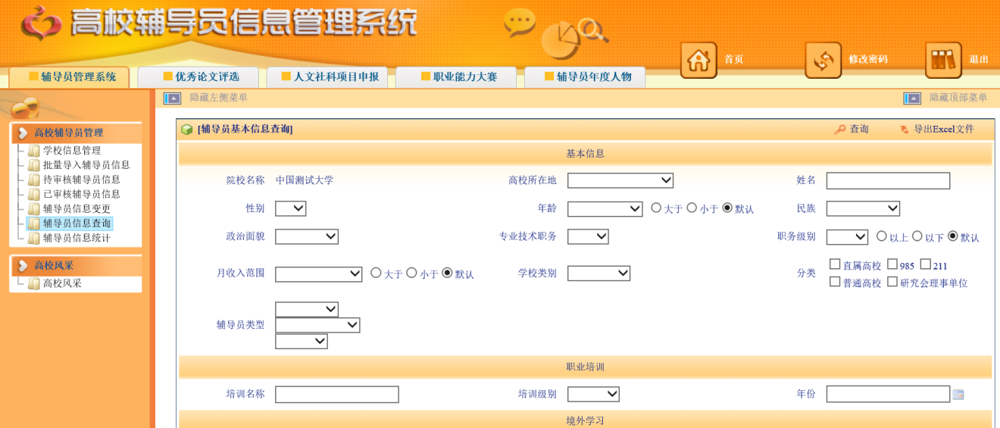 高校辅导员信息管理系统
首页
修改密码
退出
辅导员管理系统 优秀论文评选 人文社科项目申报 职业能力大赛 辅导员年度人物
隐藏左侧菜单 隐藏顶部菜单
高校辅导员管理
学校信息管理
批量导入辅导员信息
待审核辅导员信息
已审核辅导员信息
辅导员信息变更
辅导员信息查询
辅导员信息统计
高校风采
高校风采
[辅导员基本信息查询] 查询 导出Excel文件
基本信息
院校名称 中国测试大学 高校所在地 姓名
性别 年龄 大于 小于 默认 民族
政治面貌 专业技术职务 职务级别 以上 以下 默认
月收入范围 大于 小于 默认 学校类别 分类 直属高校 985 211
普通高校 研究会理事单位
辅导员类型
职业培训
培训名称 培训级别 年份
境外学习